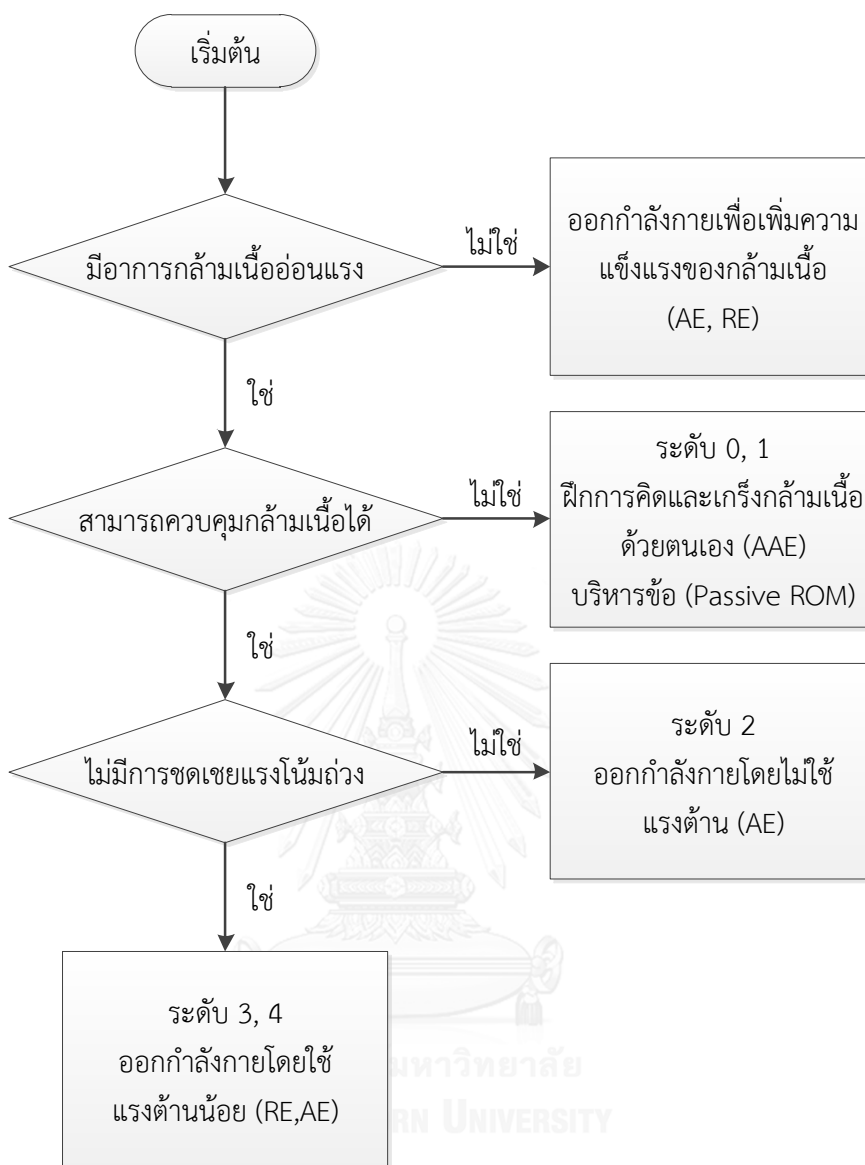 เริ่มต้น
มีอาการกล้ามเนื้ออ่อนแรง
ไม่ใช่
ออกกำลังกายเพื่อเพิ่มความ
แข็งแรงของกล้ามเนื้อ
(AE, RE)
ใช่
สามารถควบคุมกล้ามเนื้อได้
ไม่ใช่
ระดับ 0, 1
ฝึกการคิดและเกร็งกล้ามเนื้อ
ด้วยตนเอง (AAE)
บริหารข้อ (Passive ROM)
ใช่
ไม่มีการชดเชยแรงโน้มถ่วง
ไม่ใช่
ระดับ 2
ออกกำลังกายโดยไม่ใช้
แรงต้าน (AE)
ใช่
ระดับ 3, 4
ออกกำลังกายโดยใช้
แรงต้านน้อย (RE,AE)
มหาวิทยาลัย
RN UNIVERSITY